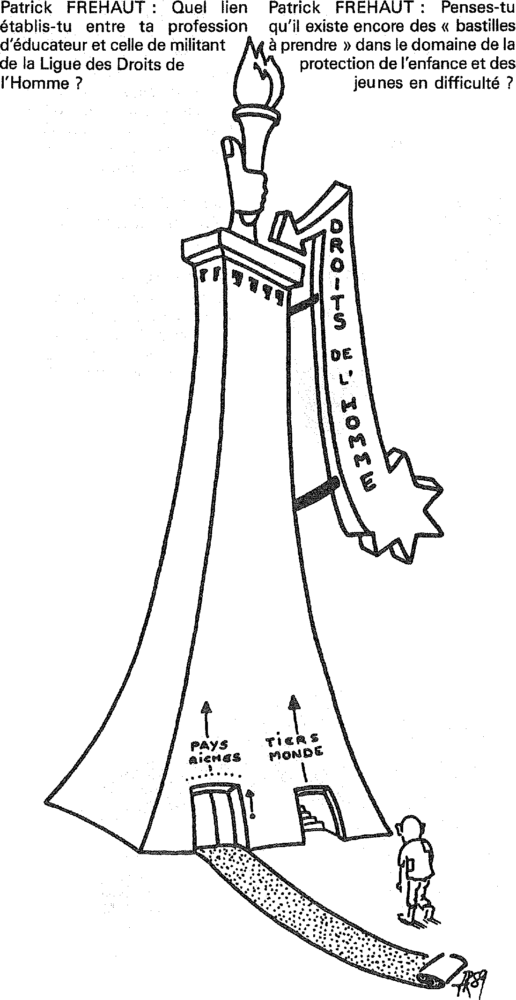 Patrick FREHAUT : Quel lien
établis-tu entre ta profession
d'éducateur et celle de militant
de la Ligue des Droits de
l'Homme ?
Patrick FREHAUT : Penses-tu
qu'il existe encore des « bastilles
à prendre » dans le domaine de la
protection de l'enfance et des
jeunes en difficulté ?
DROITS
DE
L'
HOMME
PAYS
RICHES
TIERS
MONDE